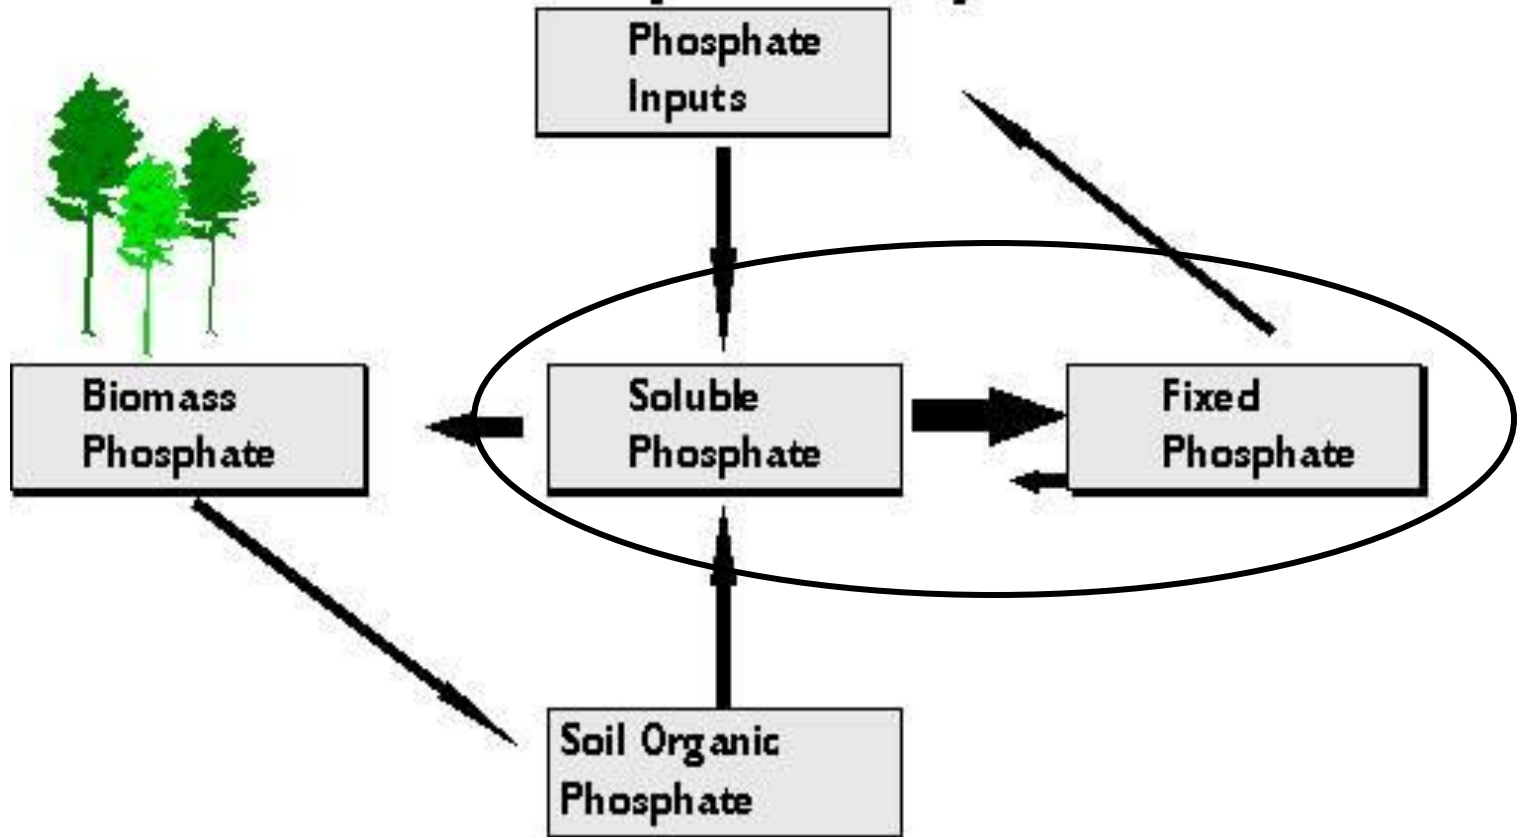 Phosphate
Inputs
Biomass
Phosphate
Soluble
Phosphate
Fixed
Phosphate
Soil Organic
Phosphate